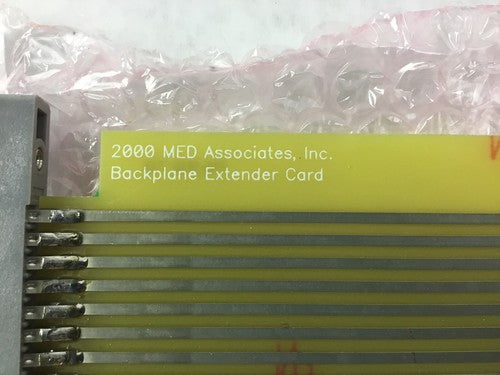 2000 MED Associates, Inc.
Backplane Extender Card